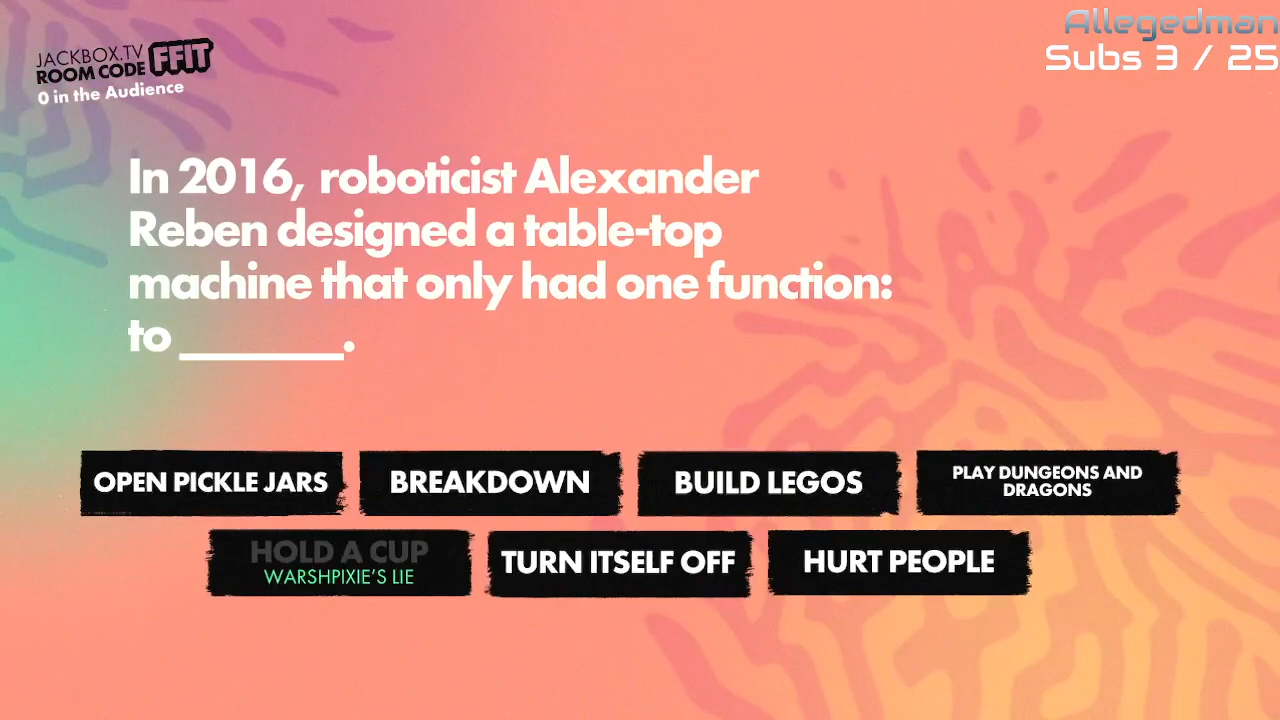 JACKBOX.TV
ROOM CODE FFIT
0 in the Audience
Allegedman
Subs 3 / 25
In 2016, roboticist Alexander
Reben designed a table-top
machine that only had one function:
to ______.
OPEN PICKLE JARS
BREAKDOWN
BUILD LEGOS
PLAY DUNGEONS AND
DRAGONS
HOLD A CUP
WARSHPIXIE'S LIE
TURN ITSELF OFF
HURT PEOPLE